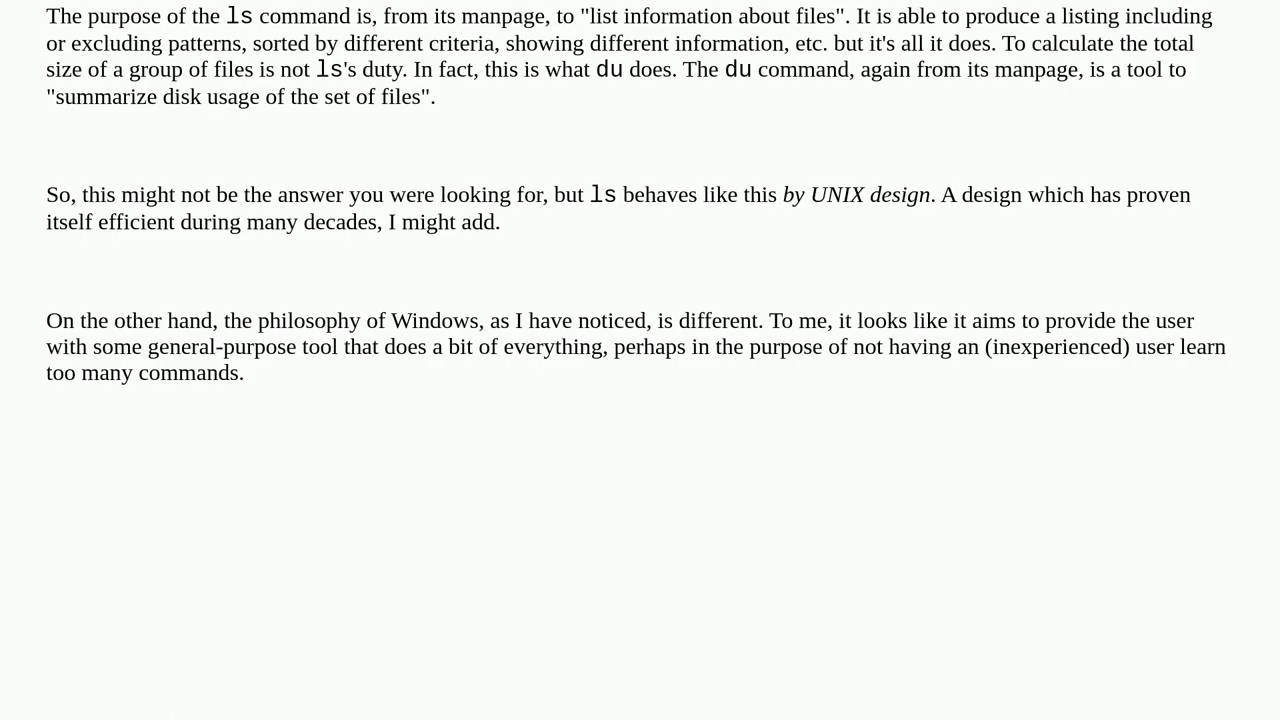 The purpose of the ls command is, from its manpage, to "list information about files". It is able to produce a listing including
or excluding patterns, sorted by different criteria, showing different information, etc. but it's all it does. To calculate the total
size of a group of files is not ls's duty. In fact, this is what du does. The du command, again from its manpage, is a tool to
"summarize disk usage of the set of files".
So, this might not be the answer you were looking for, but ls behaves like this by UNIX design. A design which has proven
itself efficient during many decades, I might add.
On the other hand, the philosophy of Windows, as I have noticed, is different. To me, it looks like it aims to provide the user
with some general-purpose tool that does a bit of everything, perhaps in the purpose of not having an (inexperienced) user learn
too many commands.